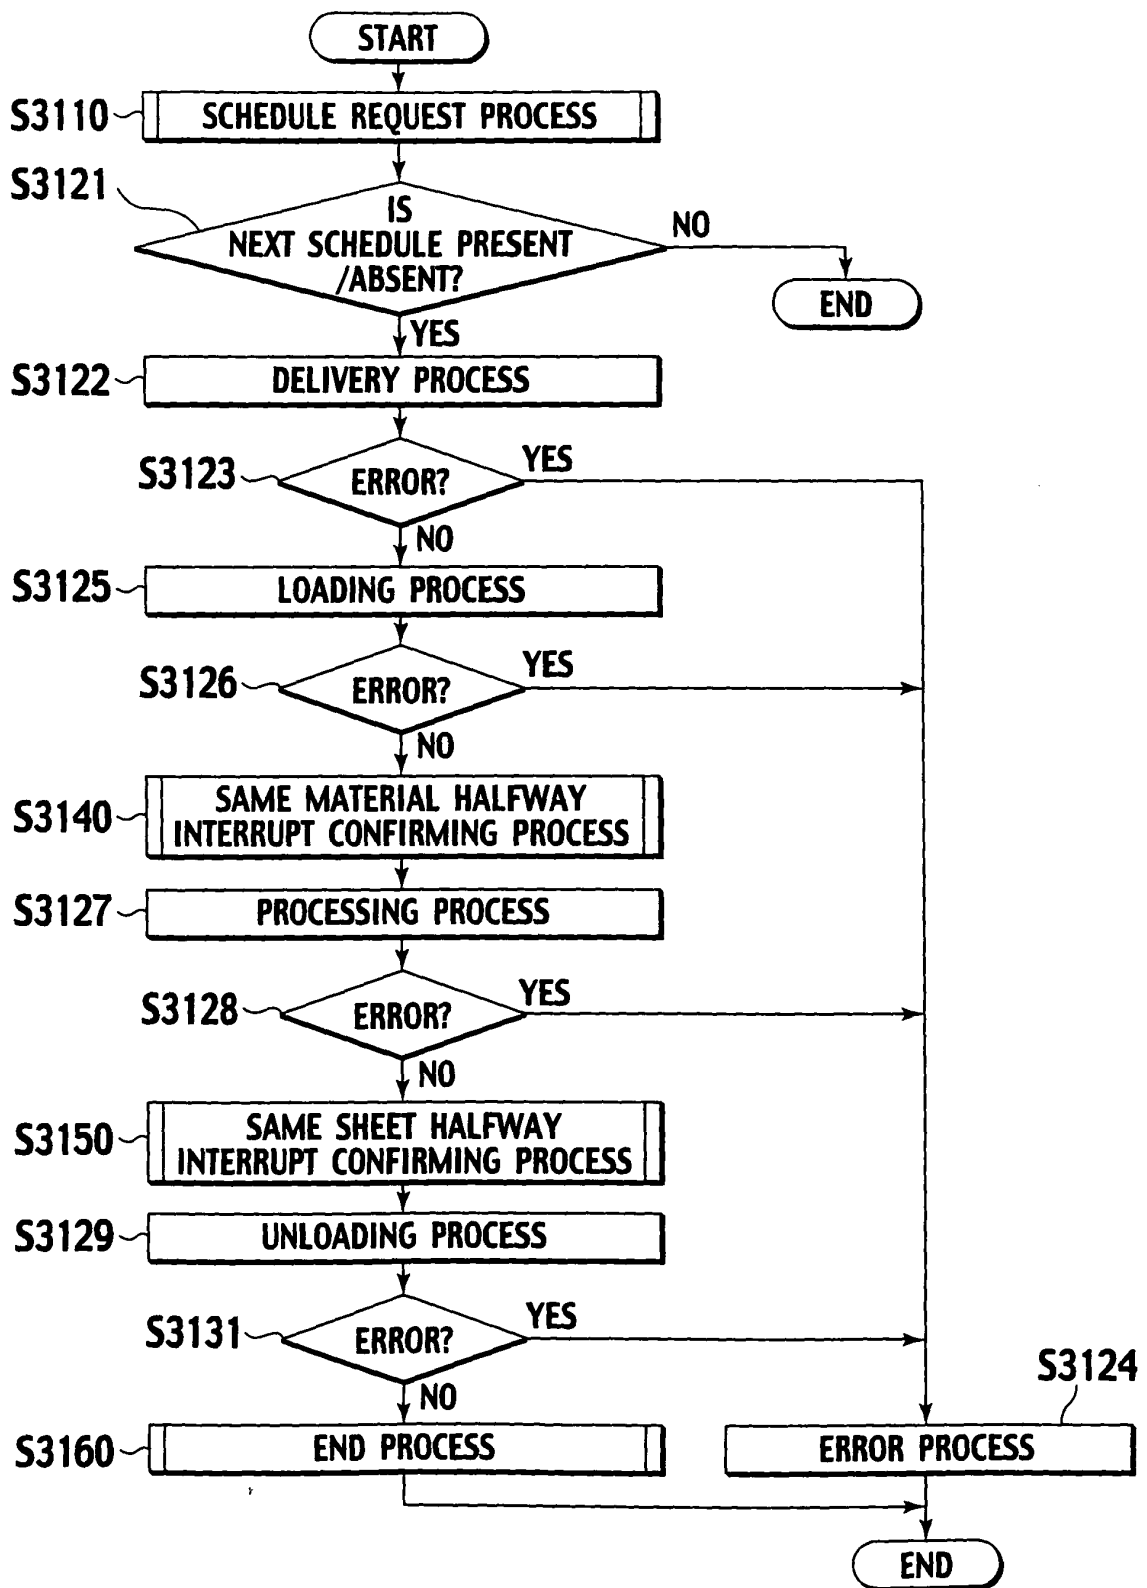 START
S3110
SCHEDULE REQUEST PROCESS
S3121
IS
NEXT SCHEDULE PRESENT
/ABSENT?
NO
END
YES
S3122
DELIVERY PROCESS
S3123
ERROR?
YES
NO
S3125
LOADING PROCESS
S3126
ERROR?
YES
NO
S3140
SAME MATERIAL HALFWAY
INTERRUPT CONFIRMING PROCESS
S3127
PROCESSING PROCESS
S3128
ERROR?
YES
NO
S3150
SAME SHEET HALFWAY
INTERRUPT CONFIRMING PROCESS
S3129
UNLOADING PROCESS
S3131
ERROR?
YES
NO
S3124
S3160
END PROCESS
ERROR PROCESS
END